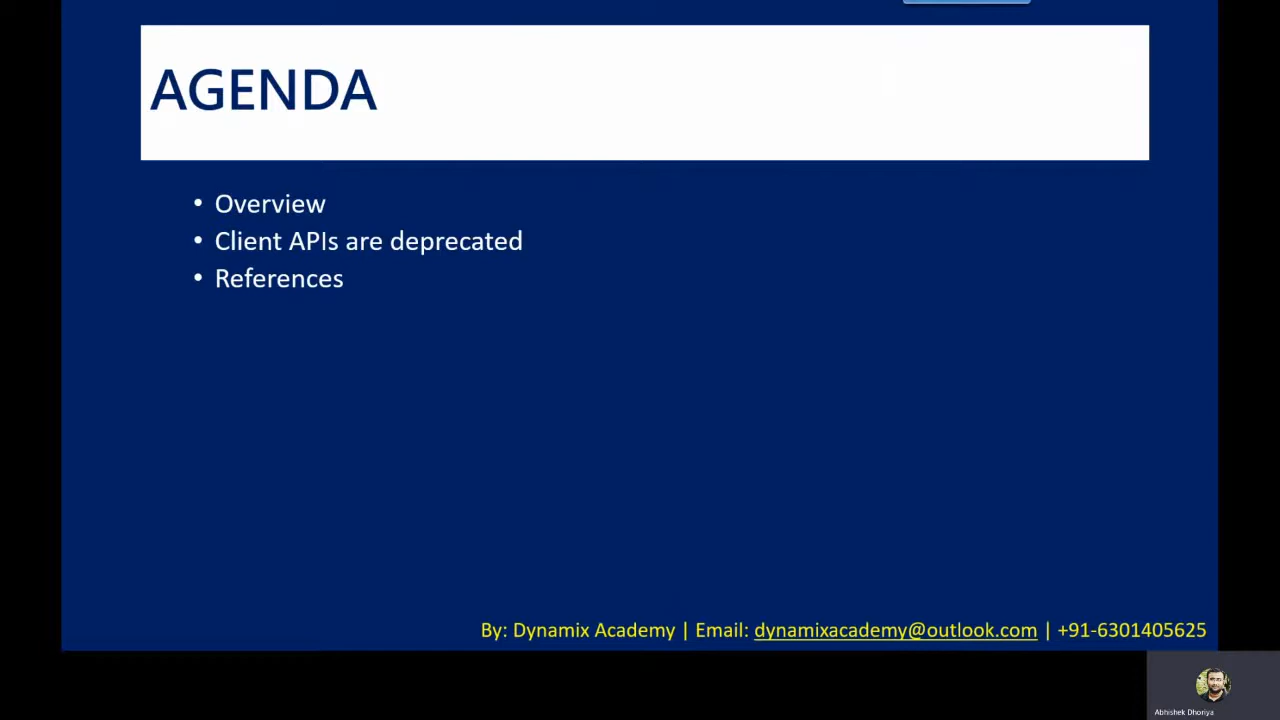 AGENDA
• Overview
• Client APIs are deprecated
• References
By: Dynamix Academy | Email: dynamixacademy@outlook.com | +91-6301405625
Abhishek Dhoriya